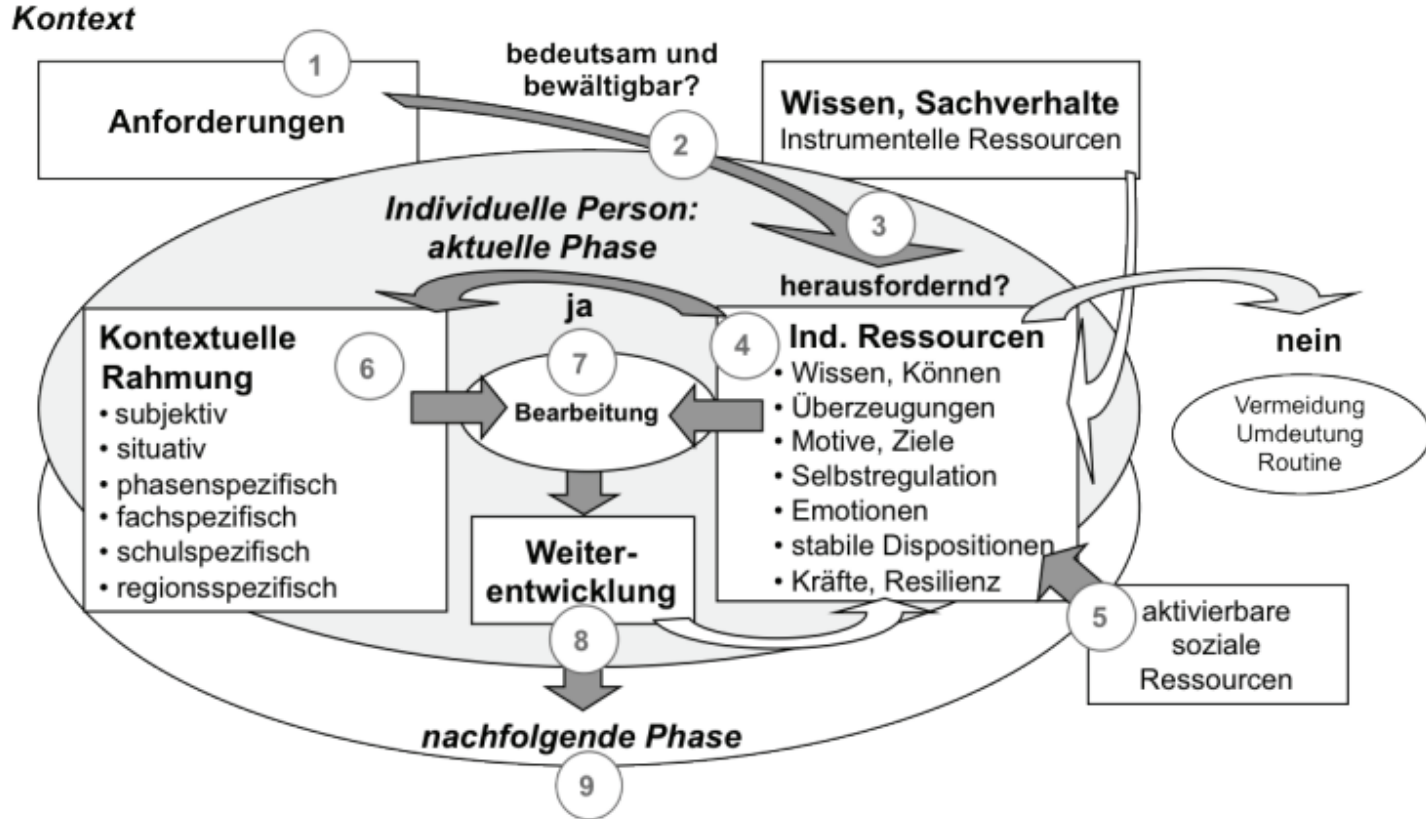 Kontext
1
Anforderungen
bedeutsam und
bewältigbar?
2
Wissen, Sachverhalte
Instrumentelle Ressourcen
Individuelle Person:
aktuelle Phase
3
herausfordernd?
ja
nein
Vermeidung
Umdeutung
Routine
Kontextuelle
Rahmung
• subjektiv
• situativ
• phasenspezifisch
• fachspezifisch
• schulspezifisch
• regionsspezifisch
6
7
Bearbeitung
4
Ind. Ressourcen
• Wissen, Können
• Überzeugungen
• Motive, Ziele
• Selbstregulation
• Emotionen
• stabile Dispositionen
• Kräfte, Resilienz
Weiter-
entwicklung
8
5
aktivierbare
soziale
Ressourcen
nachfolgende Phase
9